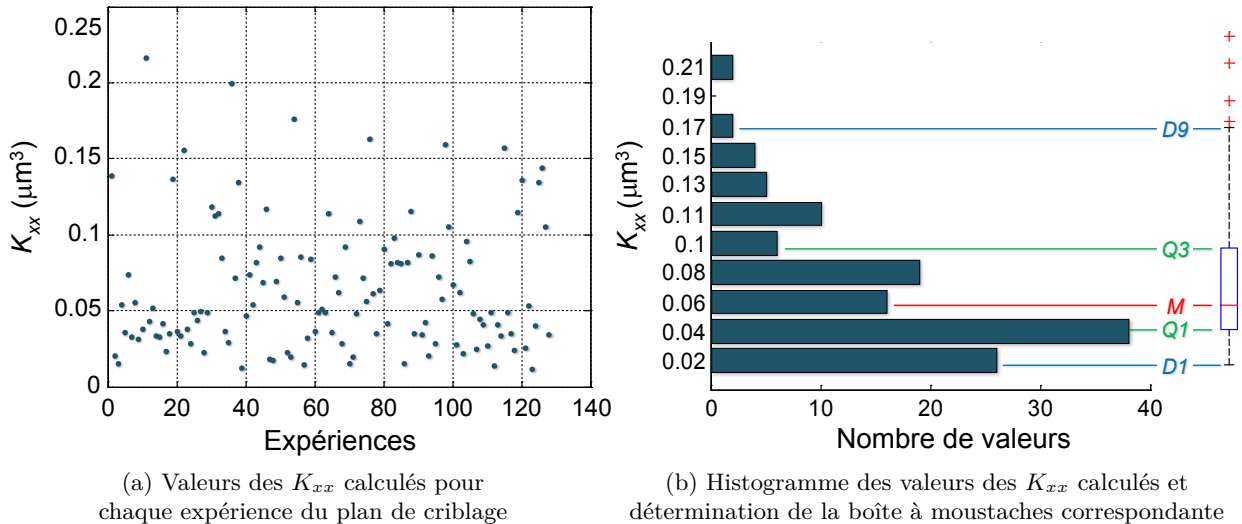 0.25
0.2
0.15
0.1
0.05
0
K_xx (μm³)
0 20 40 60 80 100 120 140
Expériences
(a) Valeurs des K_xx calculés pour
chaque expérience du plan de criblage
K_xx (μm³)
0.21
0.19
0.17 D9
0.15
0.13
0.11
0.1 Q3
0.08
0.06 M
0.04 Q1
0.02 D1
0 10 20 30 40
Nombre de valeurs
(b) Histogramme des valeurs des K_xx calculés et
détermination de la boîte à moustaches correspondante